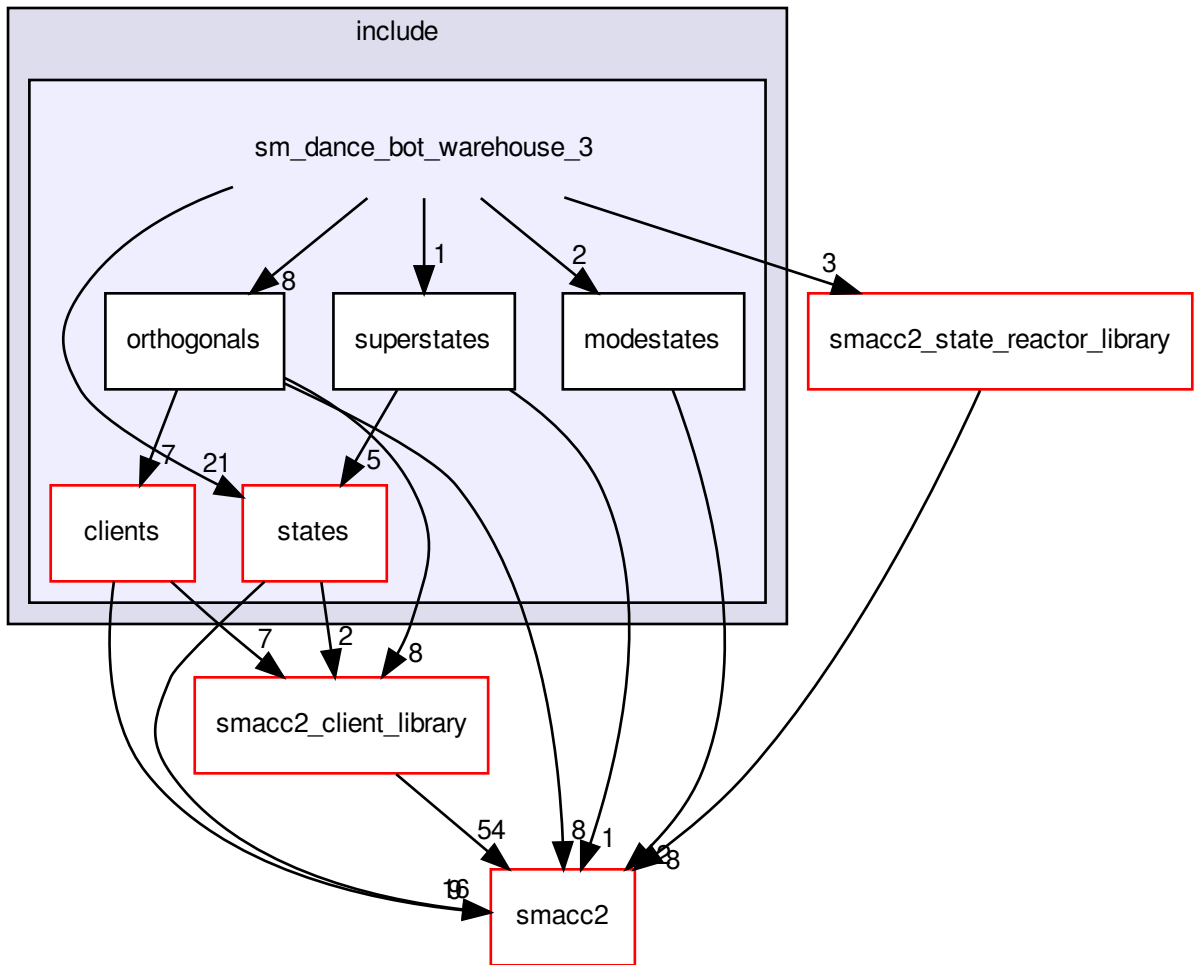 include
sm_dance_bot_warehouse_3
1
2
3
8
orthogonals
superstates
modestates
smacc2_state_reactor_library
7
21
5
clients
states
7
2
8
smacc2_client_library
54
8
1
8
smacc2